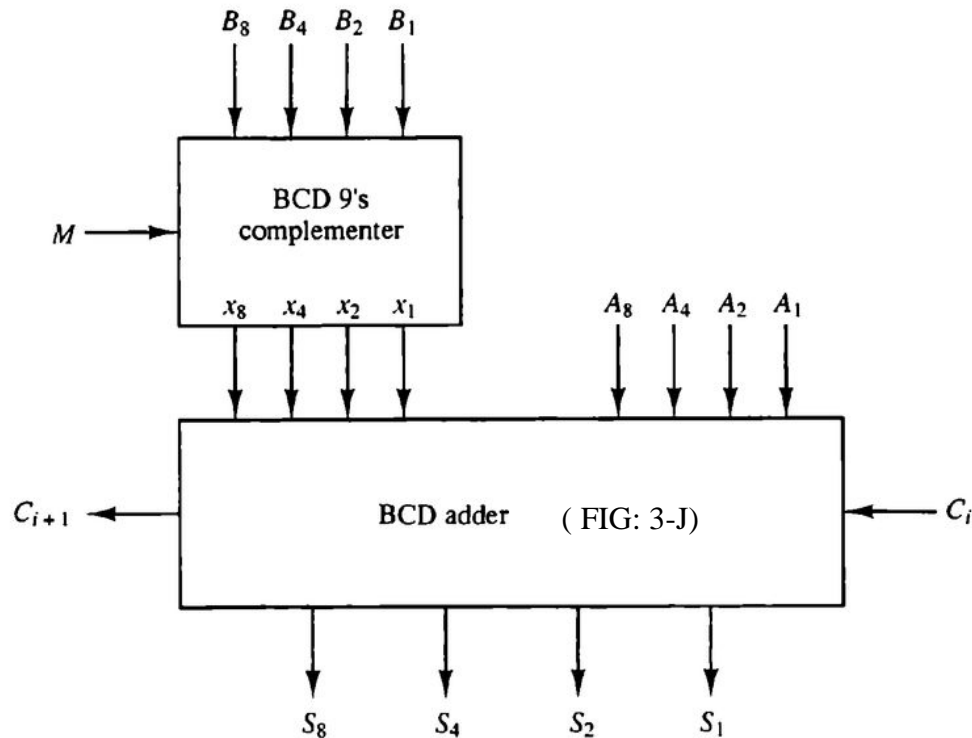 B₈ B₄ B₂ B₁
BCD 9's
complementer
M
x₈ x₄ x₂ x₁
A₈ A₄ A₂ A₁
BCD adder ( FIG: 3-J)
Cᵢ₊₁
Cᵢ
S₈ S₄ S₂ S₁